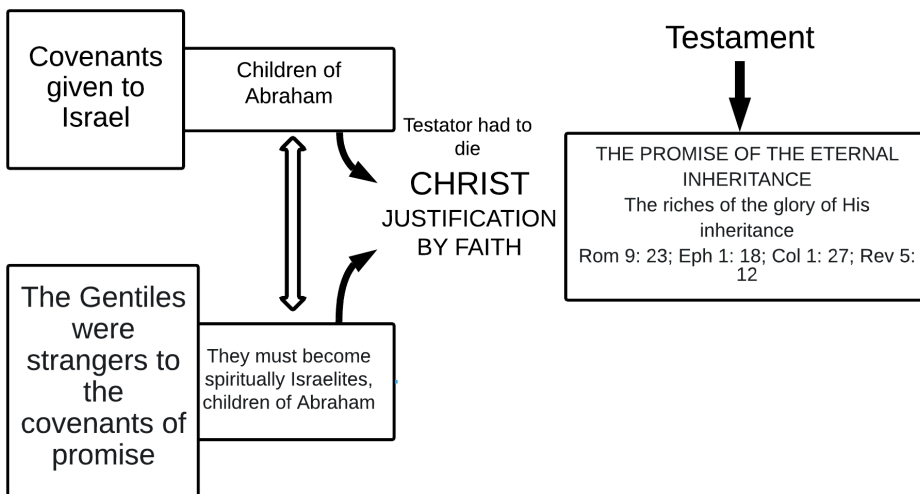 Covenants
given to
Israel
Children of
Abraham
Testator had to
die
CHRIST
JUSTIFICATION
BY FAITH
Testament
THE PROMISE OF THE ETERNAL
INHERITANCE
The riches of the glory of His
inheritance
Rom 9: 23; Eph 1: 18; Col 1: 27; Rev 5:
12
The Gentiles
were
strangers to
the
covenants of
promise
They must become
spiritually Israelites,
children of Abraham